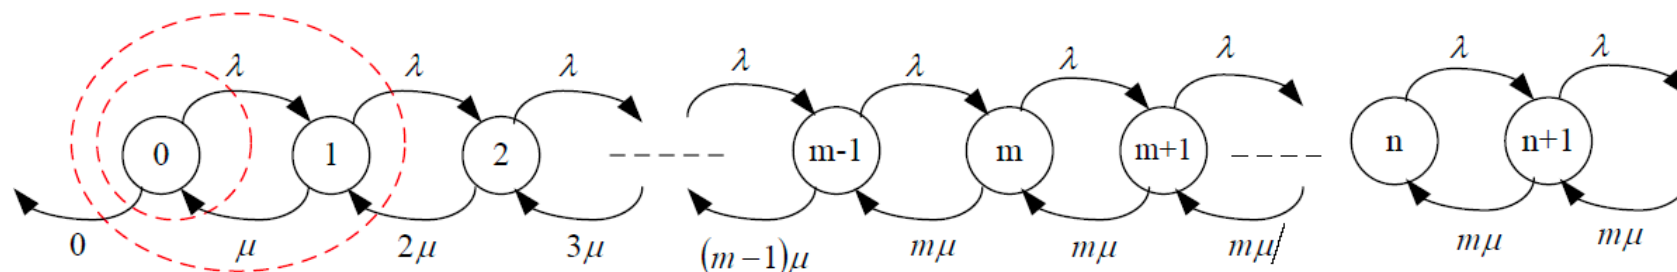 λ λ λ λ λ λ λ λ λ
0 1 2 m-1 m m+1 n n+1
0 μ 2μ 3μ (m−1)μ mμ mμ mμ mμ mμ